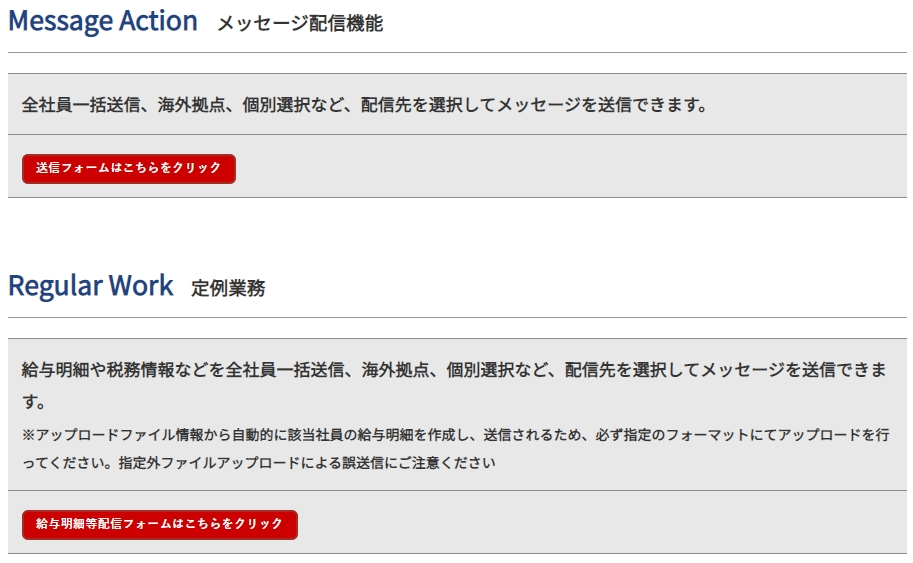 Message Action メッセージ配信機能
全社員一括送信、海外拠点、個別選択など、配信先を選択してメッセージを送信できます。
送信フォームはこちらをクリック
Regular Work 定例業務
給与明細や税務情報などを全社員一括送信、海外拠点、個別選択など、配信先を選択してメッセージを送信できま
す。
※アップロードファイル情報から自動的に該当社員の給与明細を作成し、送信されるため、必ず指定のフォーマットにてアップロードを行
ってください。指定外ファイルアップロードによる誤送信にご注意ください
給与明細等配信フォームはこちらをクリック